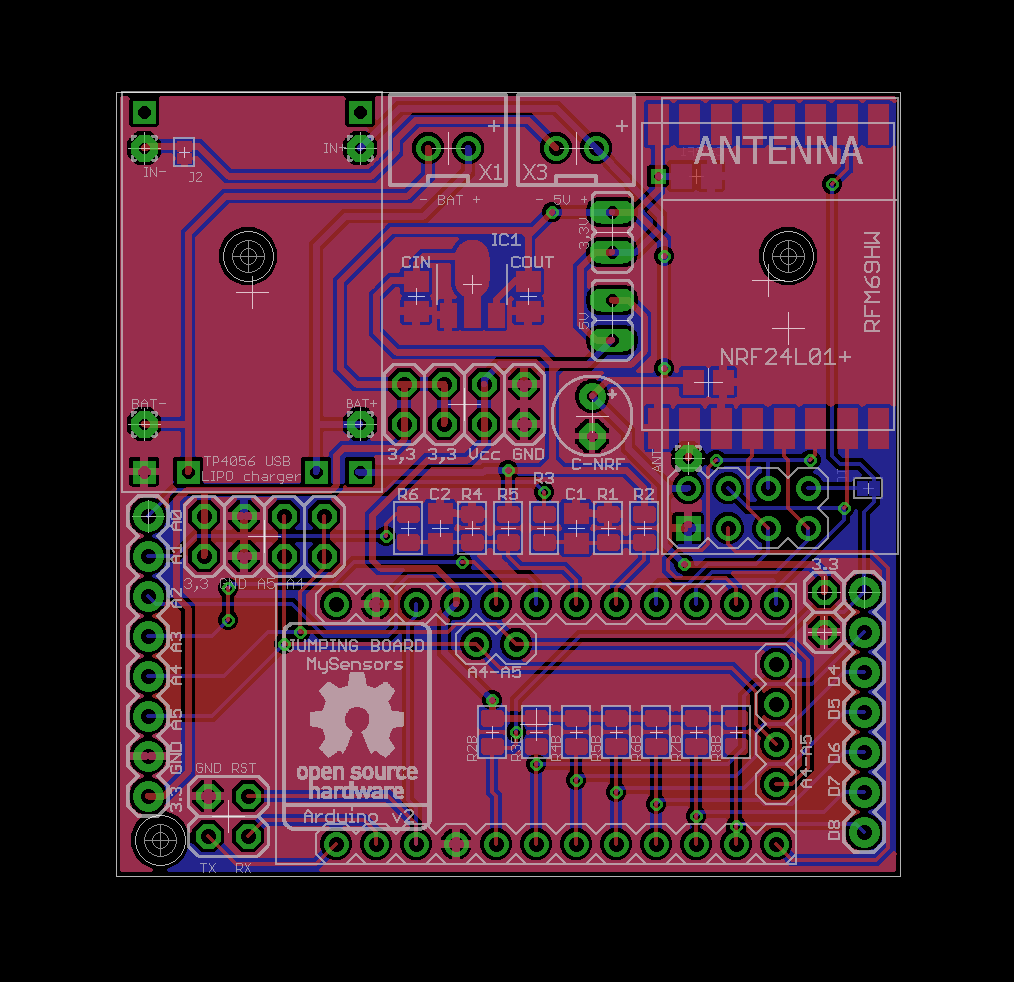 ANTENNA
IN-
J2
IN+
+
+
X1
X3
- BAT +
- 5V +
3,3V
IC1
CIN
COUT
RFM69HW
5V
NRF24L01+
BAT-
BAT+
+
3,3 3,3 Vcc GND
C-NRF
ANT
TP4056 USB
LIPO charger
R6 C2 R4 R5 R3 C1 R1 R2
A0
A1
A2
A3
A4
A5
GND
3.3
3,3 GND A5 A4
3.3
JUMPING BOARD
MySensors
A4-A5
open source
hardware
Arduino v2
R2B R3B R4B R5B R6B R7B R8B
A4-A5
D4
D5
D6
D7
D8
GND RST
TX RX